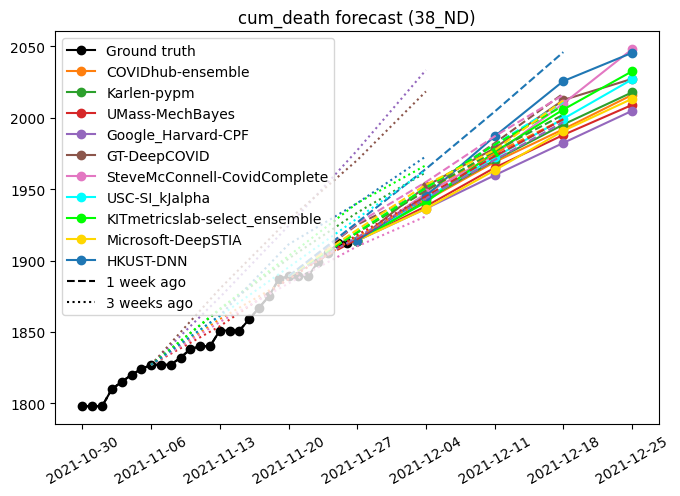 cum_death forecast (38_ND)
2050
2000
1950
1900
1850
1800
Ground truth
COVIDhub-ensemble
Karlen-pypm
UMass-MechBayes
Google_Harvard-CPF
GT-DeepCOVID
SteveMcConnell-CovidComplete
USC-SI_kJalpha
KITmetricslab-select_ensemble
Microsoft-DeepSTIA
HKUST-DNN
1 week ago
3 weeks ago
2021-10-30
2021-11-06
2021-11-13
2021-11-20
2021-11-27
2021-12-04
2021-12-11
2021-12-18
2021-12-25